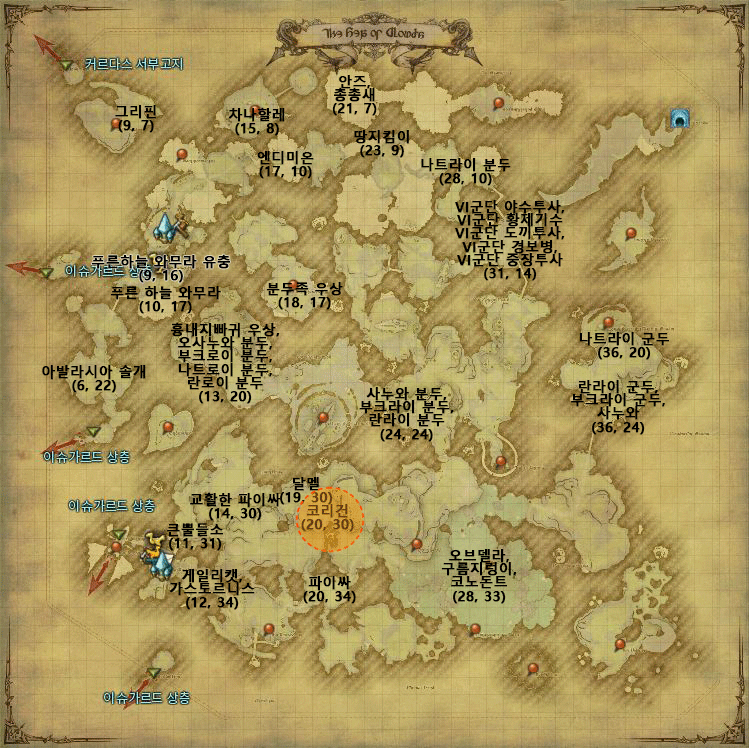 커르다스 서부고지
그리핀
(9, 7)
차나할레
(15, 8)
안즈,
총총새
(21, 7)
땅지킴이
(23, 9)
엔디미온
(17, 10)
나트라이 분두
(28, 10)
VI군단 야수투사,
VI군단 황제기수
VI군단 도끼투사,
VI군단 경보병,
VI군단 중장투사
(31, 14)
푸른하늘 와무라 유충
(9, 16)
이슈가르드 상층
푸른 하늘 와무라
(10, 17)
분두족 우상
(18, 17)
흉내지빠귀 우상,
오사누와 분두,
부크로이 분두,
나트로이 분두,
란로이 분두
(13, 20)
나트라이 군두
(36, 20)
아발라시아 솔개
(6, 22)
사누와 분두,
부크라이 분두,
란라이 분두
(24, 24)
란라이 군두,
부크라이 군두,
사누와
(36, 24)
이슈가르드 상층
달멜
(19, 30)
교활한 파이싸
(14, 30)
코리건
(20, 30)
이슈가르드 상층
큰뿔들소
(11, 31)
게일리캣,
가스토르니스
(12, 34)
파이싸
(20, 34)
오브델라,
구름지렁이,
코노돈트
(28, 33)
이슈가르드 상층